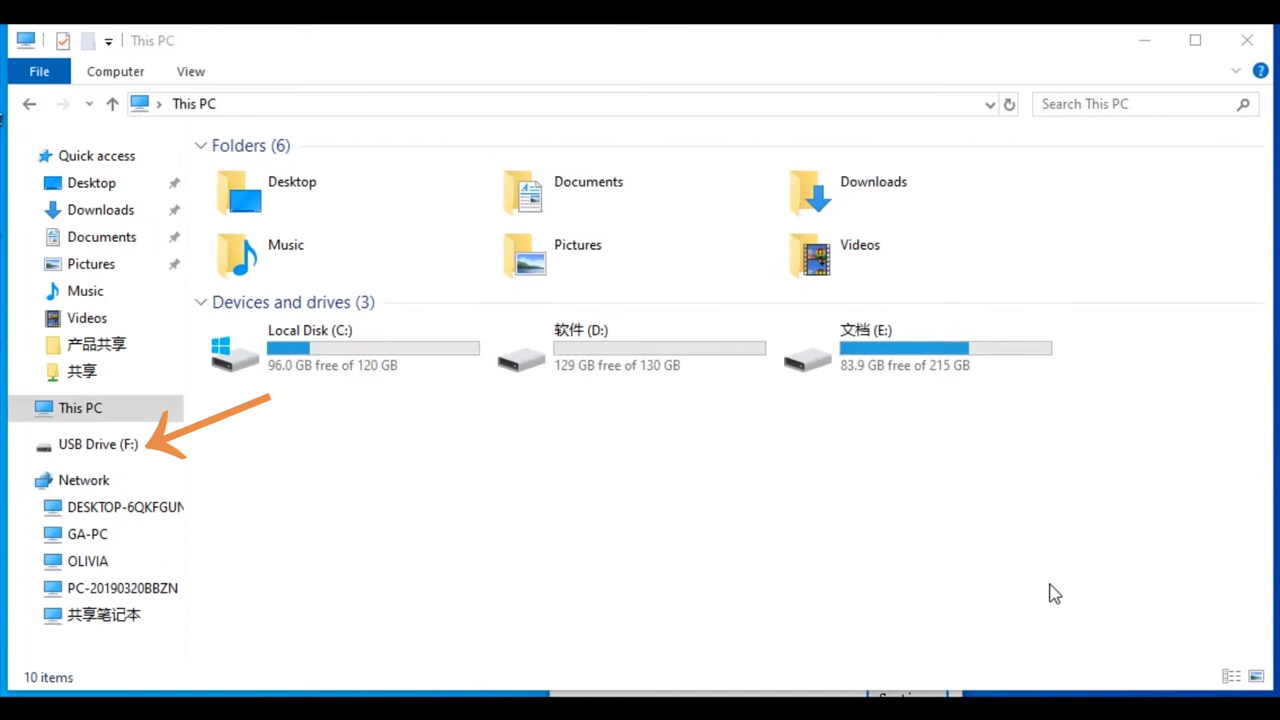 This PC
File Computer View
This PC
Search This PC
Quick access
Desktop
Downloads
Documents
Pictures
Music
Videos
产品共享
共享
This PC
USB Drive (F:)
Network
DESKTOP-6QKFGUN
GA-PC
OLIVIA
PC-20190320BBZN
共享笔记本
Folders (6)
Desktop
Documents
Downloads
Music
Pictures
Videos
Devices and drives (3)
Local Disk (C:)
96.0 GB free of 120 GB
软件 (D:)
129 GB free of 130 GB
文档 (E:)
83.9 GB free of 215 GB
10 items